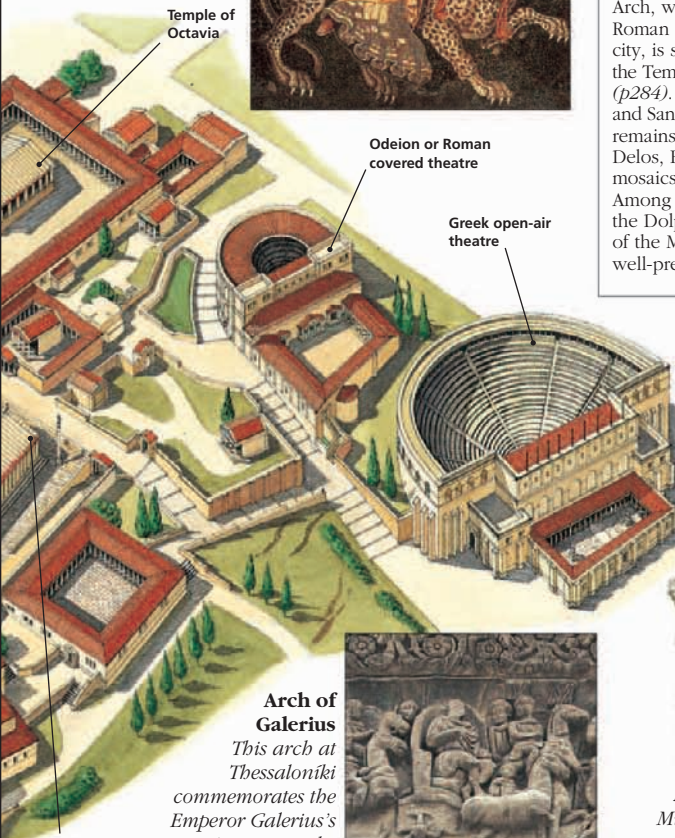 Temple of
Octavia
Odeion or Roman
covered theatre
Greek open-air
theatre
Arch, w
Roman
city, is s
the Tem
(p284).
and San
remains
Delos, 
mosaics
Among
the Dol
of the M
well-pre
Arch of
Galerius
This arch at
Thessaloníki
commemorates the
Emperor Galerius's
M